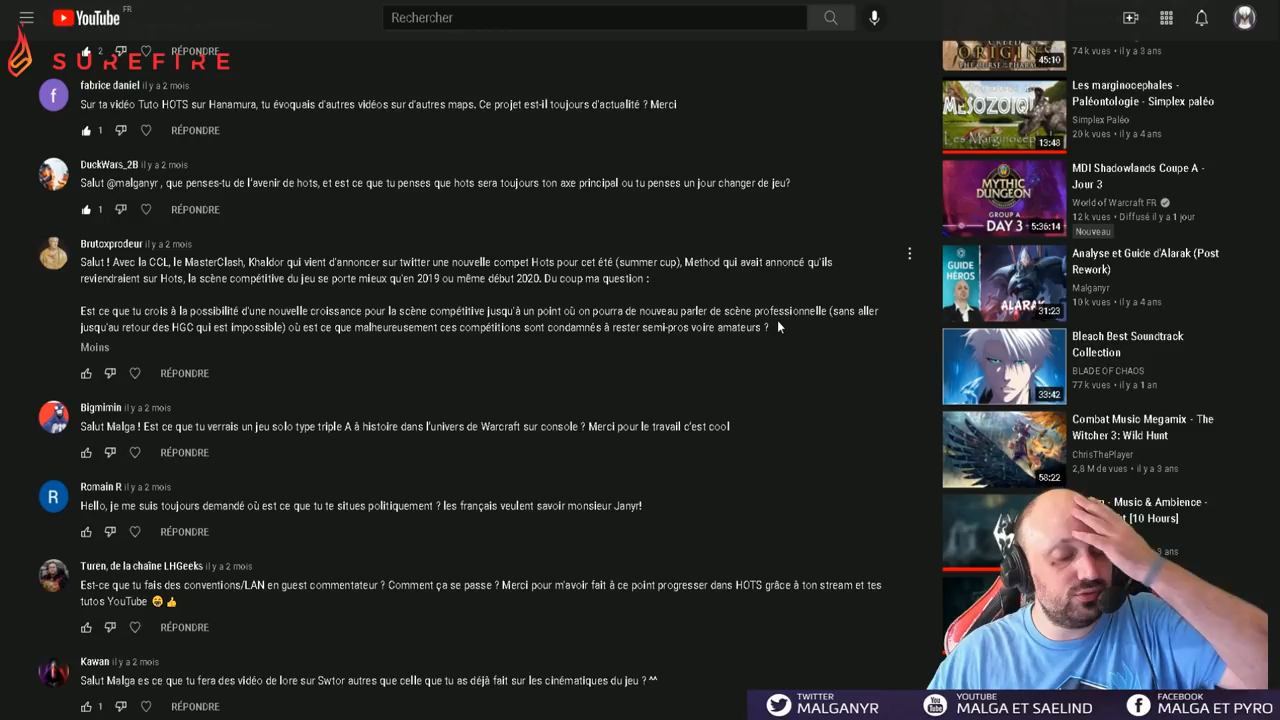 YouTube FR
Rechercher
SUREFIRE
2 RÉPONDRE
fabrice daniel il y a 2 mois
f
Sur ta vidéo Tuto HOTS sur Hanamura, tu évoquais d'autres vidéos sur d'autres maps. Ce projet est-il toujours d'actualité ? Merci
1 RÉPONDRE
DuckWars_2B il y a 2 mois
Salut @malganyr , que penses-tu de l'avenir de hots, et est ce que tu penses que hots sera toujours ton axe principal ou tu penses un jour changer de jeu?
1 RÉPONDRE
Brutoxprodeur il y a 2 mois
Salut ! Avec la CCL, le MasterClash, Khaldor qui vient d'annoncer sur twitter une nouvelle compet Hots pour cet été (summer cup), Method qui avait annoncé qu'ils
reviendraient sur Hots, la scène compétitive du jeu se porte mieux qu'en 2019 ou même début 2020. Du coup ma question :
Est ce que tu crois à la possibilité d'une nouvelle croissance pour la scène compétitive jusqu'à un point où on pourra de nouveau parler de scène professionnelle (sans aller
jusqu'au retour des HGC qui est impossible) où est ce que malheureusement ces compétitions sont condamnés à rester semi-pros voire amateurs ?
Moins
RÉPONDRE
Bigmimin il y a 2 mois
Salut Malga ! Est ce que tu verrais un jeu solo type triple A à histoire dans l'univers de Warcraft sur console ? Merci pour le travail c'est cool
RÉPONDRE
Romain R il y a 2 mois
R
Hello, je me suis toujours demandé où est ce que tu te situes politiquement ? les français veulent savoir monsieur Janyr!
RÉPONDRE
Turen, de la chaîne LHGeeks il y a 2 mois
Est-ce que tu fais des conventions/LAN en guest commentateur ? Comment ça se passe ? Merci pour m'avoir fait à ce point progresser dans HOTS grâce à ton stream et tes
tutos YouTube 😁👍
RÉPONDRE
Kawan il y a 2 mois
Salut Malga es ce que tu fera des vidéo de lore sur Swtor autres que celle que tu as déjà fait sur les cinématiques du jeu ? ^^
1 RÉPONDRE
ORIGINS
45:10
74 k vues • il y a 3 ans
MÉSOZOÏQ
Les Marginoceph
13:48
Les marginocephales -
Paléontologie - Simplex paléo
Simplex Paléo
20 k vues • il y a 4 ans
MYTHIC
DUNGEON
GROUP A
DAY 3
5:36:14
MDI Shadowlands Coupe A -
Jour 3
World of Warcraft FR
12 k vues • Diffusé il y a 1 jour
Nouveau
GUIDE
HÉROS
ALARAK
31:23
Analyse et Guide d'Alarak (Post
Rework)
Malganyr
10 k vues • il y a 4 ans
33:42
Bleach Best Soundtrack
Collection
BLADE OF CHAOS
77 k vues • il y a 1 an
58:22
Combat Music Megamix - The
Witcher 3: Wild Hunt
ChrisThePlayer
2,8 M de vues • il y a 3 ans
- Music & Ambience -
[10 Hours]
3 ans
TWITTER
MALGANYR
YOUTUBE
MALGA ET SAELIND
FACEBOOK
MALGA ET PYRO